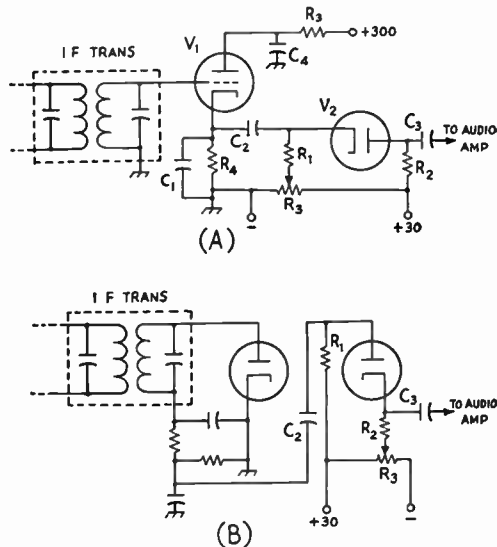 I F TRANS
V1
R3
+300
C4
V2
C2
C3
TO AUDIO
AMP
R1
R2
C1
R4
R3
−
+30
(A)
I F TRANS
R1
C2
C3
TO AUDIO
AMP
R2
R3
+30
−
(B)